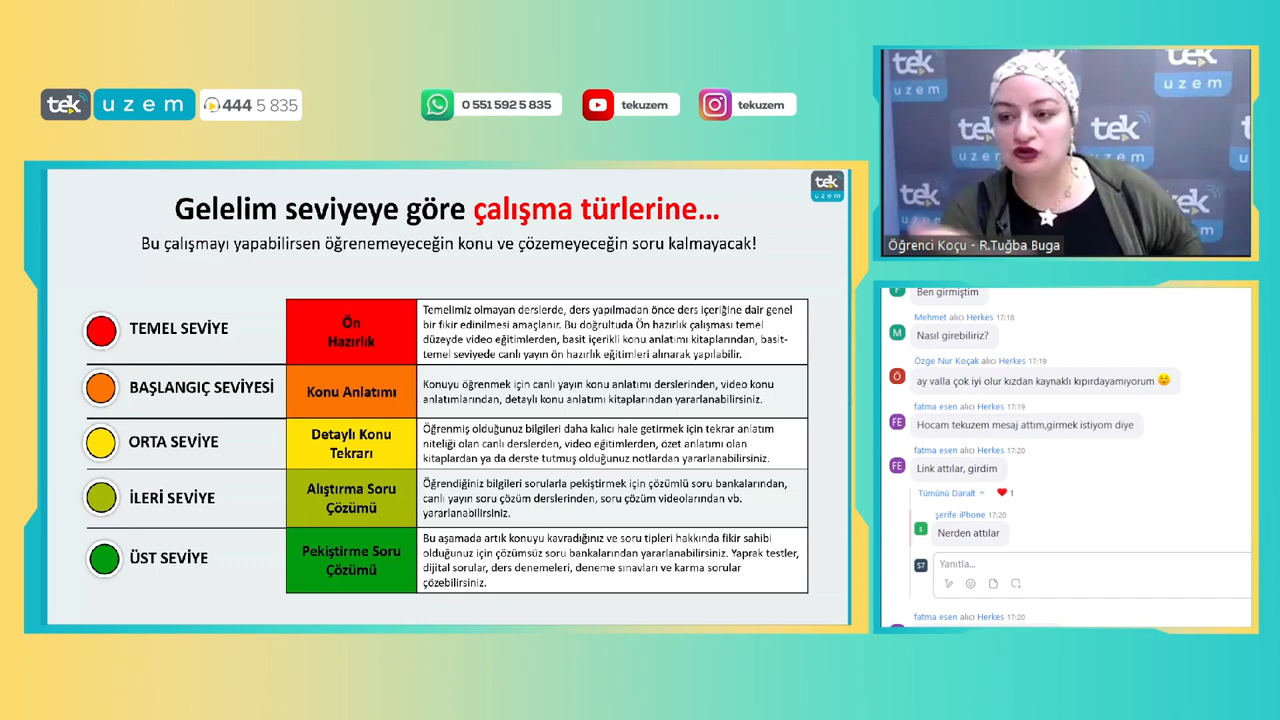 tek uzem 444 5 835
0 551 592 5 835
tekuzem
tekuzem
tek
uzem
Gelelim seviyeye göre çalışma türlerine...
Bu çalışmayı yapabilirsen öğrenemeyeceğin konu ve çözemeyeceğin soru kalmayacak!
TEMEL SEVİYE
Ön
Hazırlık
Temelimiz olmayan derslerde, ders yapılmadan önce ders içeriğine dair genel
bir fikir edinilmesi amaçlanır. Bu doğrultuda Ön hazırlık çalışması temel
düzeyde video eğitimlerden, basit içerikli konu anlatımı kitaplarından, basit-
temel seviyede canlı yayın ön hazırlık eğitimleri alınarak yapılabilir.
BAŞLANGIÇ SEVİYESİ
Konu Anlatımı
Konuyu öğrenmek için canlı yayın konu anlatımı derslerinden, video konu
anlatımlarından, detaylı konu anlatımı kitaplarından yararlanabilirsiniz.
ORTA SEVİYE
Detaylı Konu
Tekrarı
Öğrenmiş olduğunuz bilgileri daha kalıcı hale getirmek için tekrar anlatım
niteliği olan canlı derslerden, video eğitimlerden, özet anlatımı olan
kitaplardan ya da derste tutmuş olduğunuz notlardan yararlanabilirsiniz.
İLERİ SEVİYE
Alıştırma Soru
Çözümü
Öğrendiğiniz bilgileri sorularla pekiştirmek için çözümlü soru bankalarından,
canlı yayın soru çözüm derslerinden, soru çözüm videolarından vb.
yararlanabilirsiniz.
ÜST SEVİYE
Pekiştirme Soru
Çözümü
Bu aşamada artık konuyu kavradığınız ve soru tipleri hakkında fikir sahibi
olduğunuz için çözümsüz soru bankalarından yararlanabilirsiniz. Yaprak testler,
dijital sorular, ders denemeleri, deneme sınavları ve karma sorular
çözebilirsiniz.
tek
uzem
tek
uzem
tek
uzem
tek
uzem
tek
uzem
tek
Öğrenci Koçu - R.Tuğba Buga
Ben girmiştim
Mehmet alıcı Herkes 17:18
M Nasıl girebiliriz?
Özge Nur Koçak alıcı Herkes 17:19
Ö ay valla çok iyi olur kızdan kaynaklı kıpırdayamıyorum 😊
fatma esen alıcı Herkes 17:19
FE Hocam tekuzem mesaj attım,girmek istiyom diye
fatma esen alıcı Herkes 17:20
FE Link attılar, girdim
Tümünü Daralt ^ ❤ 1
şerife iPhone 17:20
Nerden attılar
Yanıtla...
fatma esen alıcı Herkes 17:20